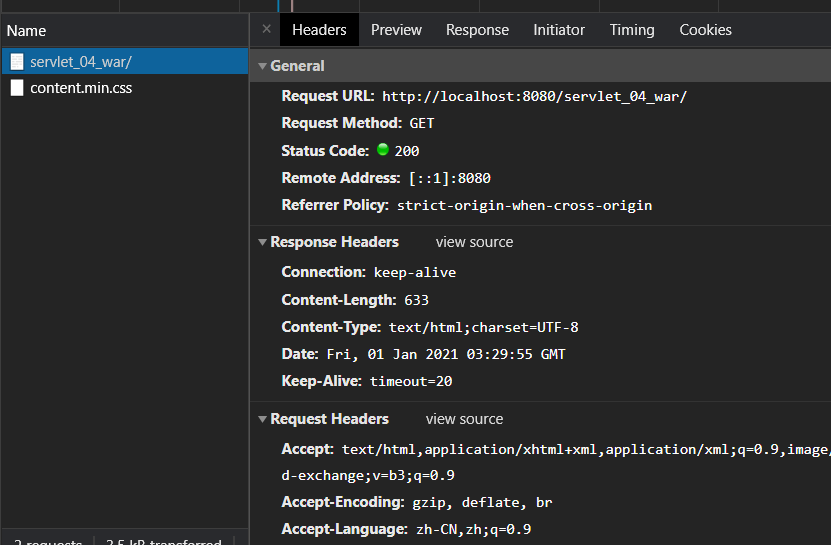 Name
× Headers Preview Response Initiator Timing Cookies
servlet_04_war/
content.min.css
General
Request URL: http://localhost:8080/servlet_04_war/
Request Method: GET
Status Code: 200
Remote Address: [::1]:8080
Referrer Policy: strict-origin-when-cross-origin
Response Headers view source
Connection: keep-alive
Content-Length: 633
Content-Type: text/html;charset=UTF-8
Date: Fri, 01 Jan 2021 03:29:55 GMT
Keep-Alive: timeout=20
Request Headers view source
Accept: text/html,application/xhtml+xml,application/xml;q=0.9,image/
d-exchange;v=b3;q=0.9
Accept-Encoding: gzip, deflate, br
Accept-Language: zh-CN,zh;q=0.9
2 requests 3.5 kB transferred